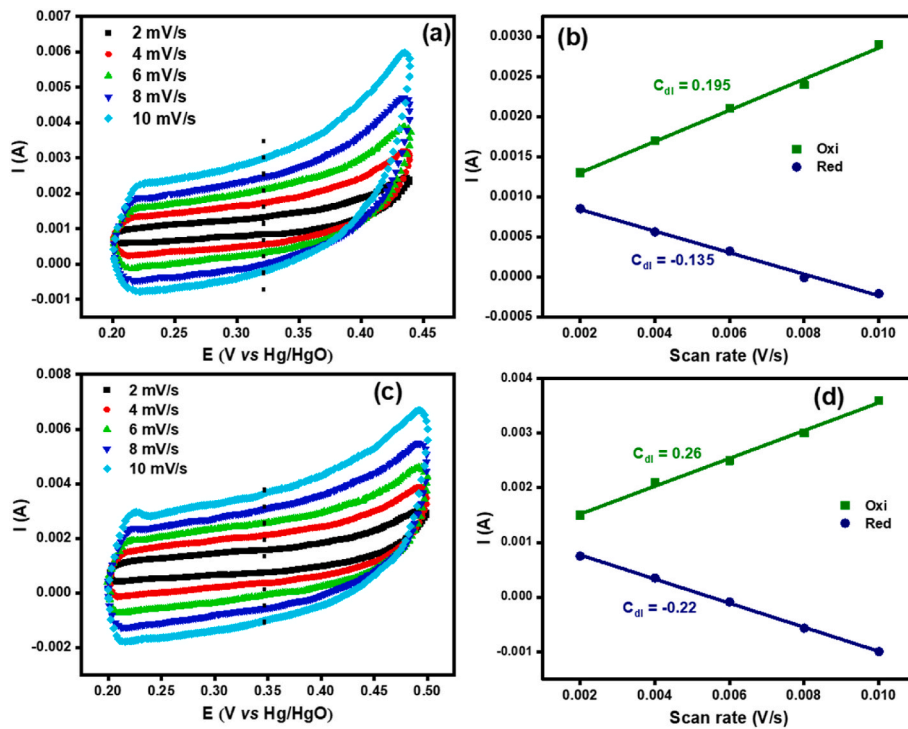 (a)
2 mV/s
4 mV/s
6 mV/s
8 mV/s
10 mV/s
I (A)
0.007
0.006
0.005
0.004
0.003
0.002
0.001
0.000
-0.001
0.20 0.25 0.30 0.35 0.40 0.45
E (V vs Hg/HgO)
(b)
C_dl = 0.195
Oxi
Red
C_dl = -0.135
I (A)
0.0030
0.0025
0.0020
0.0015
0.0010
0.0005
0.0000
-0.0005
0.002 0.004 0.006 0.008 0.010
Scan rate (V/s)
(c)
2 mV/s
4 mV/s
6 mV/s
8 mV/s
10 mV/s
I (A)
0.008
0.006
0.004
0.002
0.000
-0.002
0.20 0.25 0.30 0.35 0.40 0.45 0.50
E (V vs Hg/HgO)
(d)
C_dl = 0.26
Oxi
Red
C_dl = -0.22
I (A)
0.004
0.003
0.002
0.001
0.000
-0.001
0.002 0.004 0.006 0.008 0.010
Scan rate (V/s)